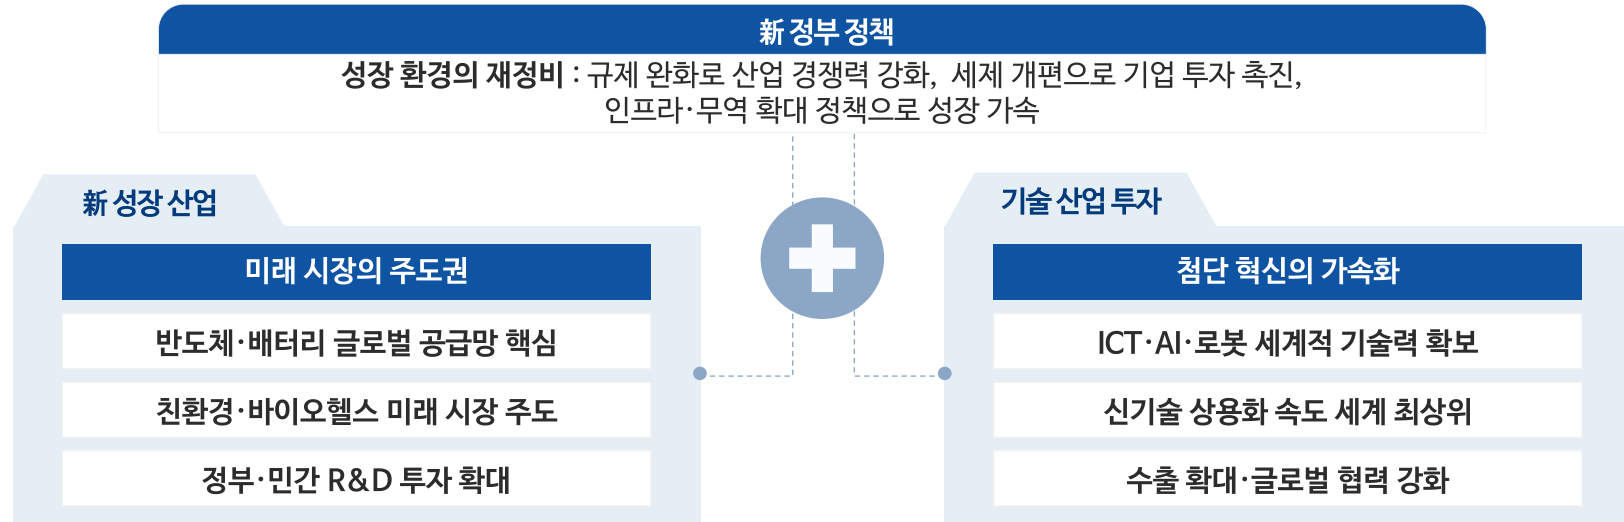 新 정부 정책
성장 환경의 재정비 : 규제 완화로 산업 경쟁력 강화, 세제 개편으로 기업 투자 촉진,
인프라·무역 확대 정책으로 성장 가속
新 성장 산업
미래 시장의 주도권
반도체·배터리 글로벌 공급망 핵심
친환경·바이오헬스 미래 시장 주도
정부·민간 R&D 투자 확대
기술 산업 투자
첨단 혁신의 가속화
ICT·AI·로봇 세계적 기술력 확보
신기술 상용화 속도 세계 최상위
수출 확대·글로벌 협력 강화